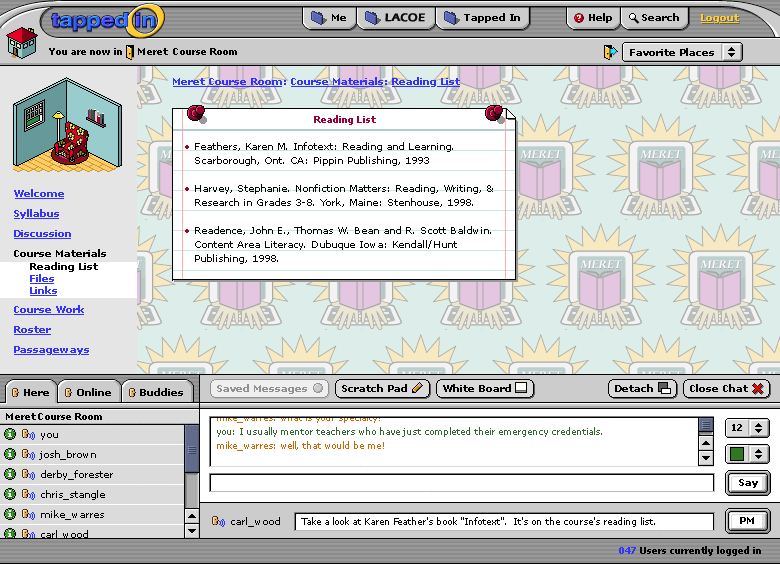 tapped in
Me
LACOE
Tapped In
Help
Search
Logout
You are now in Meret Course Room
Favorite Places
Meret Course Room: Course Materials: Reading List
Reading List
• Feathers, Karen M. Infotext: Reading and Learning.
Scarborough, Ont. CA: Pippin Publishing, 1993
• Harvey, Stephanie. Nonfiction Matters: Reading, Writing, &
Research in Grades 3-8. York, Maine: Stenhouse, 1998.
• Readence, John E., Thomas W. Bean and R. Scott Baldwin.
Content Area Literacy. Dubuque Iowa: Kendall/Hunt
Publishing, 1998.
MERET
Welcome
Syllabus
Discussion
Course Materials
Reading List
Files
Links
Course Work
Roster
Passageways
Here
Online
Buddies
Saved Messages
Scratch Pad
White Board
Detach
Close Chat
Meret Course Room
you
josh_brown
derby_forester
chris_stangle
mike_warres
carl_wood
mike_warres: what is your specialty?
you: I usually mentor teachers who have just completed their emergency credentials.
mike_warres: well, that would be me!
12
Say
carl_wood
Take a look at Karen Feather's book "Infotext". It's on the course's reading list.
PM
047 Users currently logged in